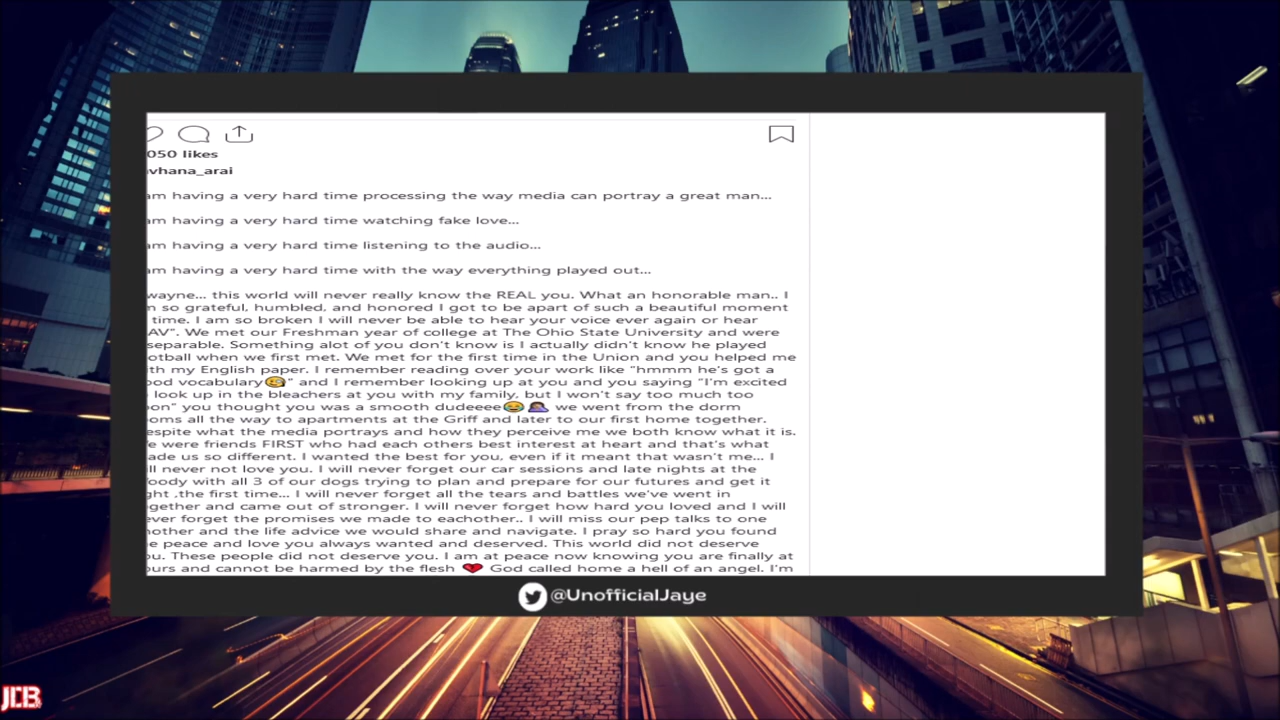 050 likes
vhana_arai
am having a very hard time processing the way media can portray a great man...
am having a very hard time watching fake love...
am having a very hard time listening to the audio...
am having a very hard time with the way everything played out...
wayne... this world will never really know the REAL you. What an honorable man.. I
m so grateful, humbled, and honored I got to be apart of such a beautiful moment
time. I am so broken I will never be able to hear your voice ever again or hear
AV". We met our Freshman year of college at The Ohio State University and were
separable. Something alot of you don't know is I actually didn't know he played
otball when we first met. We met for the first time in the Union and you helped me
th my English paper. I remember reading over your work like "hmmm he's got a
ood vocabulary🧐" and I remember looking up at you and you saying "I'm excited
look up in the bleachers at you with my family, but I won't say too much too
oon" you thought you was a smooth dudeeee😂 🤦🏽‍♀️ we went from the dorm
oms all the way to apartments at the Griff and later to our first home together.
espite what the media portrays and how they perceive me we both know what it is.
e were friends FIRST who had each others best interest at heart and that's what
ade us so different. I wanted the best for you, even if it meant that wasn't me... I
ll never not love you. I will never forget our car sessions and late nights at the
oody with all 3 of our dogs trying to plan and prepare for our futures and get it
ght .the first time... I will never forget all the tears and battles we've went in
gether and came out of stronger. I will never forget how hard you loved and I will
ever forget the promises we made to eachother.. I will miss our pep talks to one
nother and the life advice we would share and navigate. I pray so hard you found
e peace and love you always wanted and deserved. This world did not deserve
ou. These people did not deserve you. I am at peace now knowing you are finally at
ours and cannot be harmed by the flesh 💔 God called home a hell of an angel. I'm
@UnofficialJaye
JCB